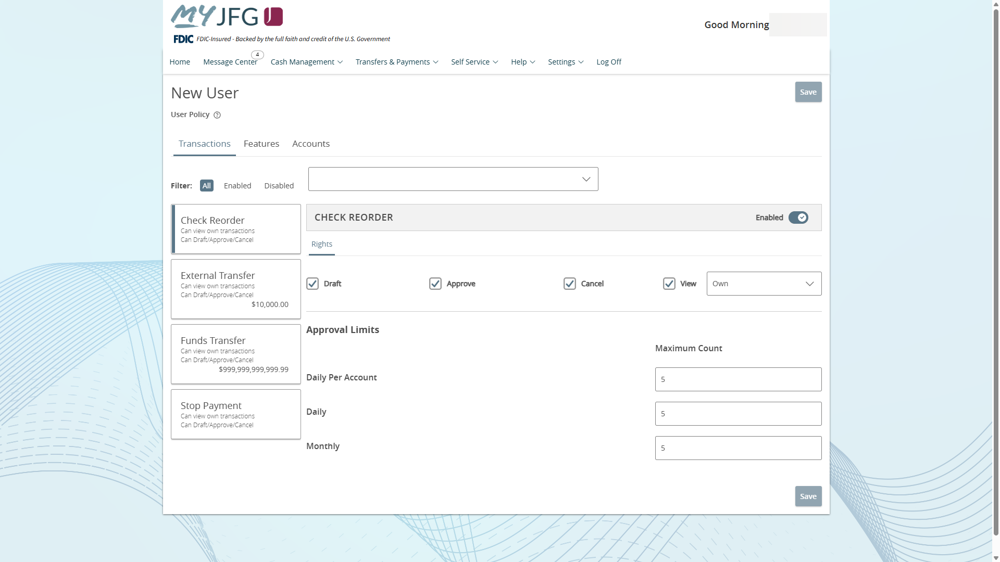 MY JFG
Good Morning
FDIC FDIC-Insured - Backed by the full faith and credit of the U.S. Government
4
Home Message Center Cash Management Transfers & Payments Self Service Help Settings Log Off
New User
Save
User Policy ?
Transactions Features Accounts
Filter: All Enabled Disabled
Check Reorder
Can view own transactions
Can Draft/Approve/Cancel
External Transfer
Can view own transactions
Can Draft/Approve/Cancel
$10,000.00
Funds Transfer
Can view own transactions
Can Draft/Approve/Cancel
$999,999,999,999.99
Stop Payment
Can view own transactions
Can Draft/Approve/Cancel
CHECK REORDER
Enabled
Rights
Draft Approve Cancel View Own
Approval Limits
Maximum Count
Daily Per Account 5
Daily 5
Monthly 5
Save